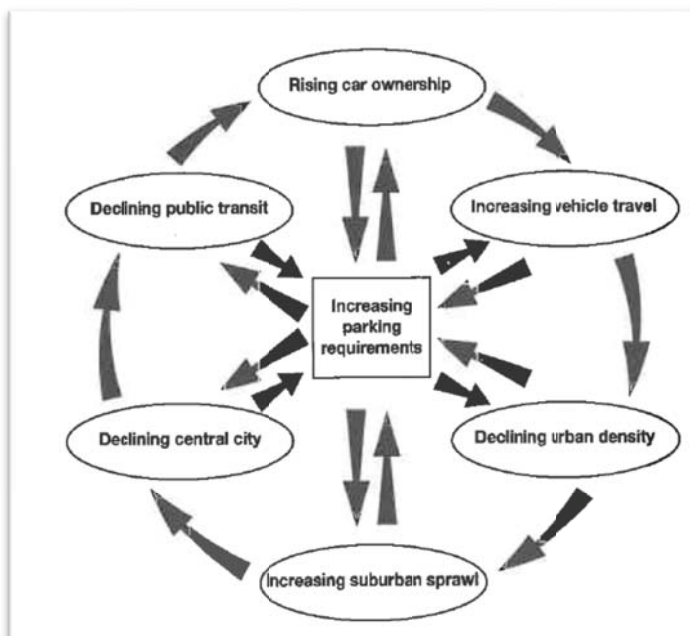 Rising car ownership
Declining public transit
Increasing vehicle travel
Increasing
parking
requirements
Declining central city
Declining urban density
Increasing suburban sprawl